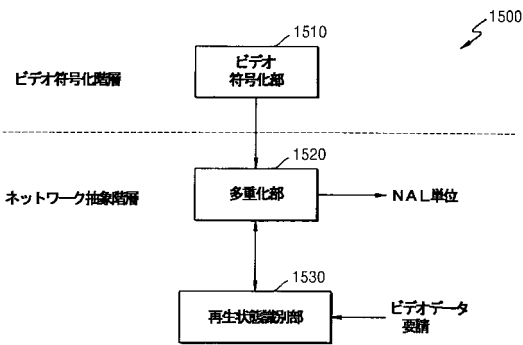 1500
1510
ビデオ
符号化部
ビデオ符号化階層
1520
ネットワーク抽象階層
多重化部
NAL単位
1530
再生状態識別部
ビデオデータ
要請